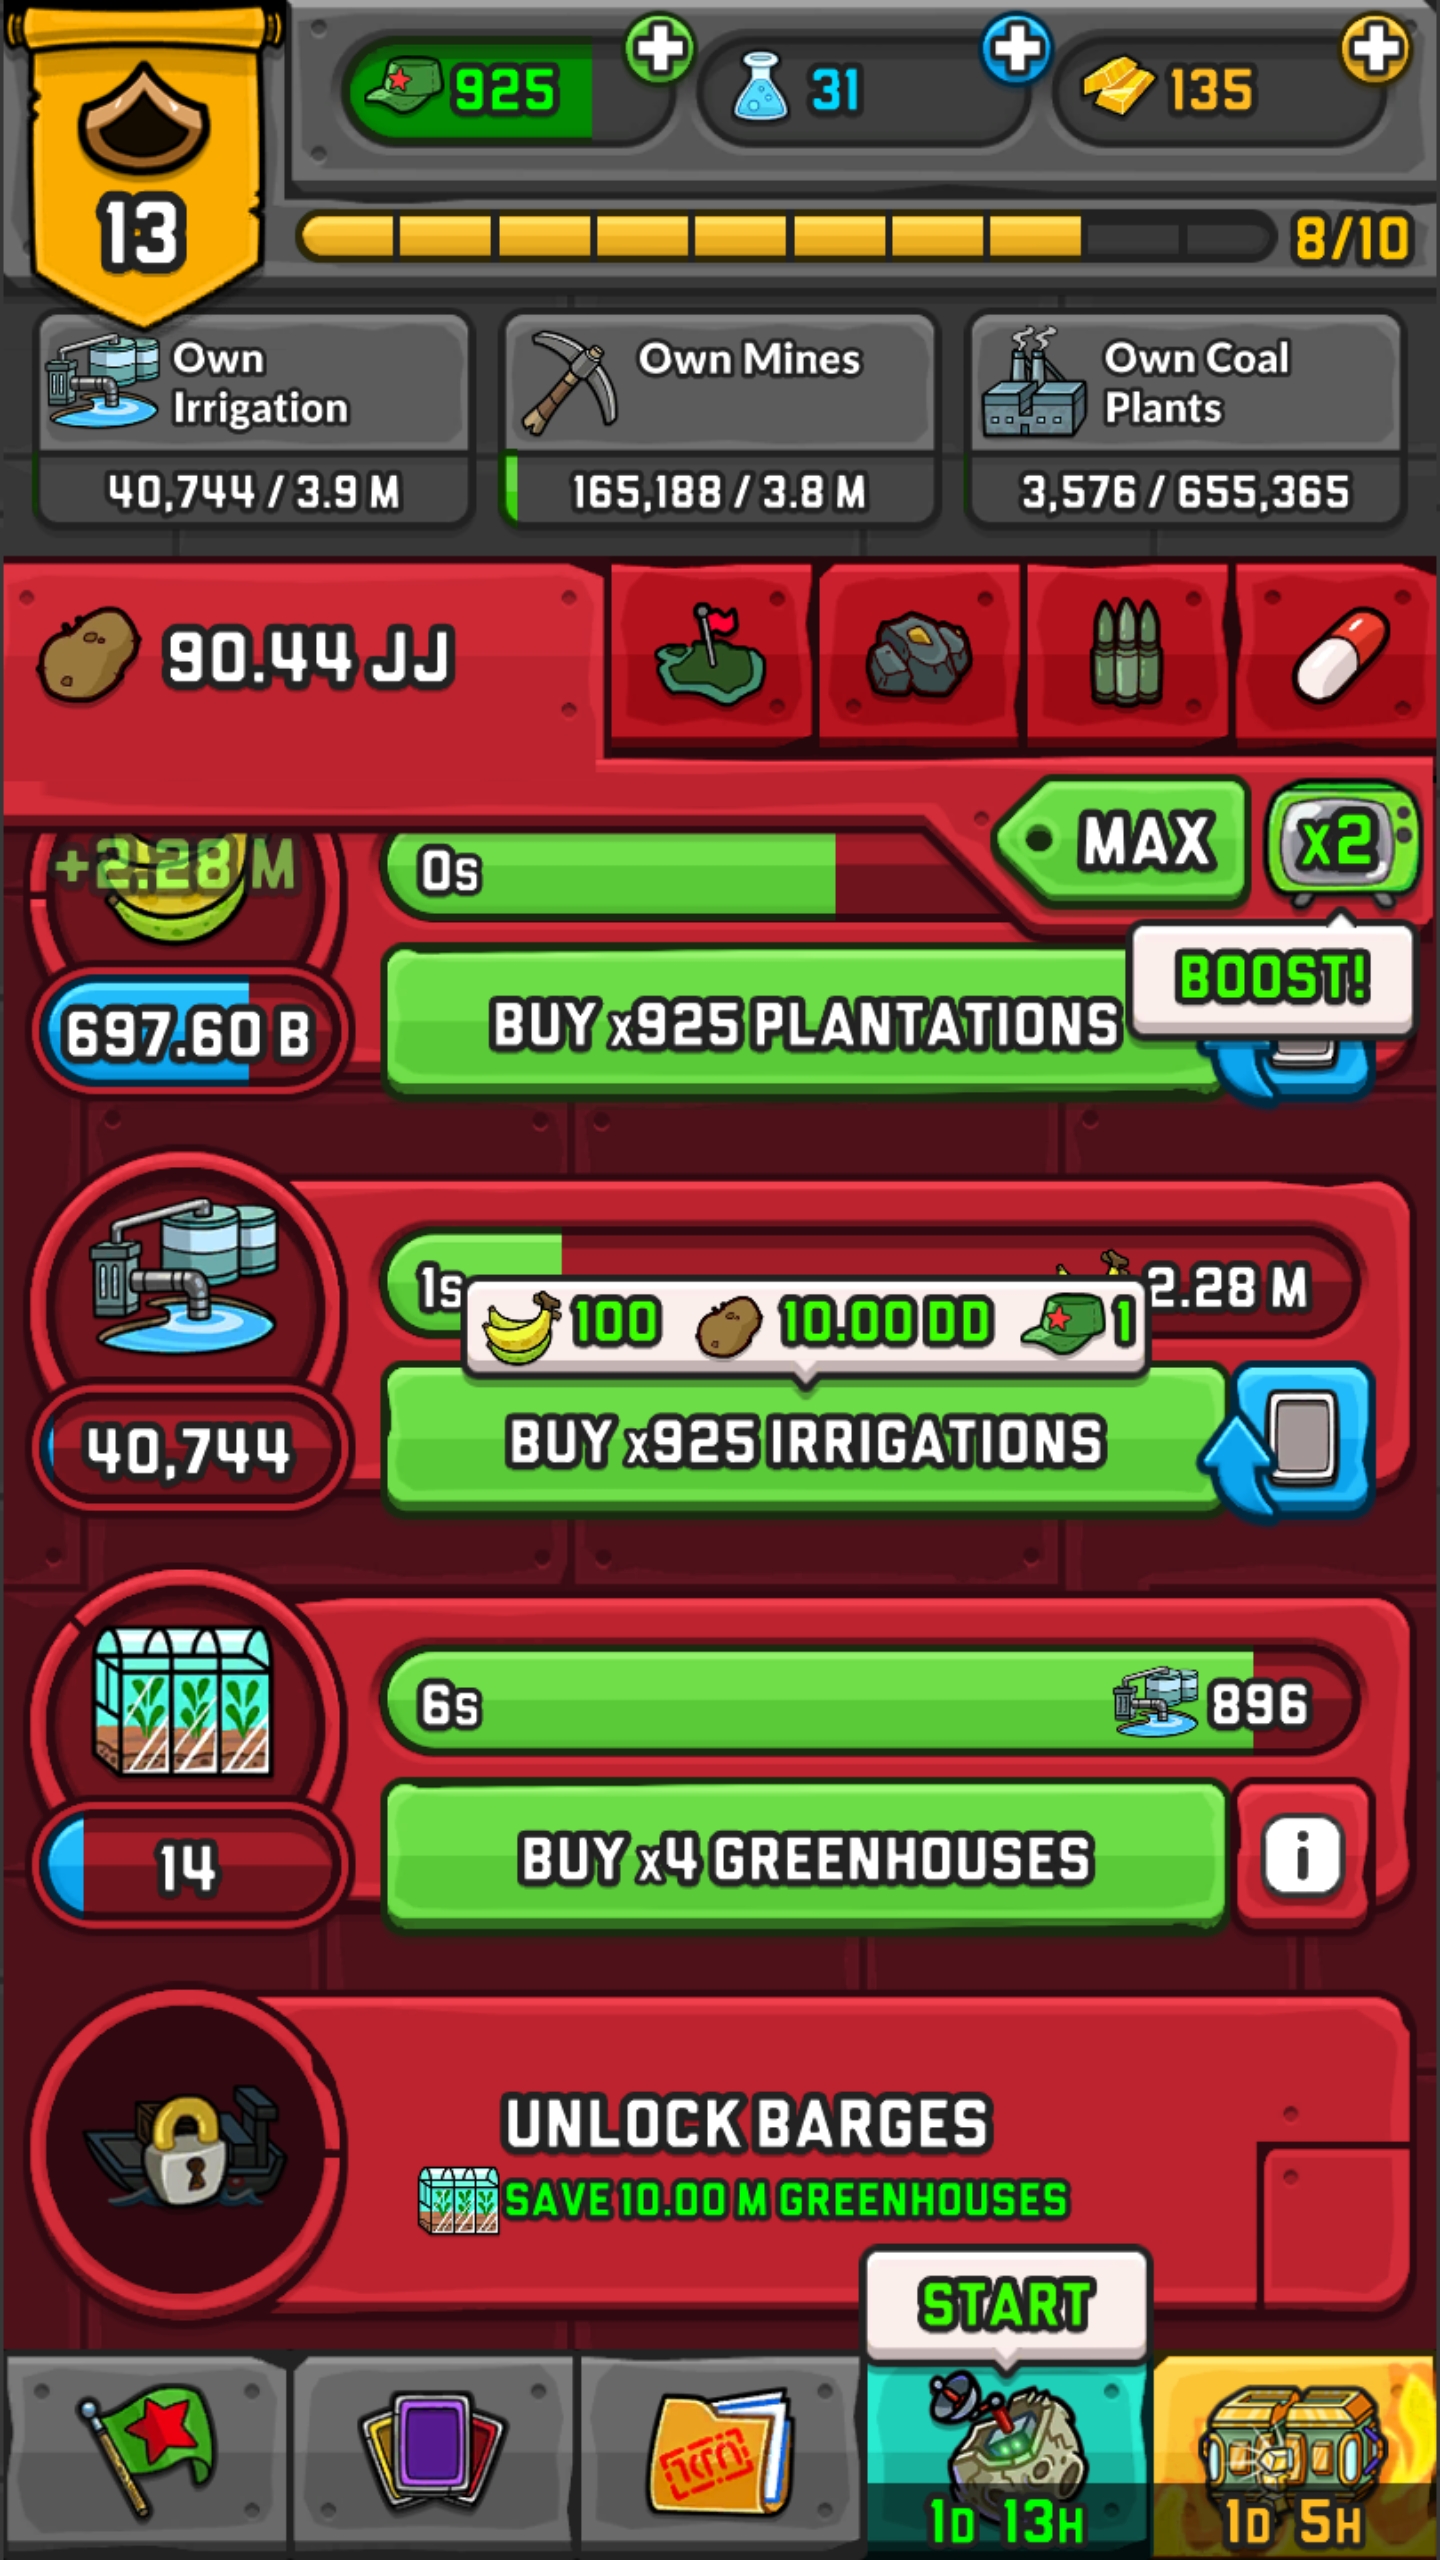 925
31
135
13
8/10
Own
Irrigation
40,744 / 3.9 M
Own Mines
165,188 / 3.8 M
Own Coal
Plants
3,576 / 655,365
90.44 JJ
MAX
x2
+2.28 M
0s
BOOST!
697.60 B
BUY x925 PLANTATIONS
1s
2.28 M
100
10.00 DD
1
40,744
BUY x925 IRRIGATIONS
6s
896
14
BUY x4 GREENHOUSES
i
UNLOCK BARGES
SAVE 10.00 M GREENHOUSES
START
1D 13H
1D 5H